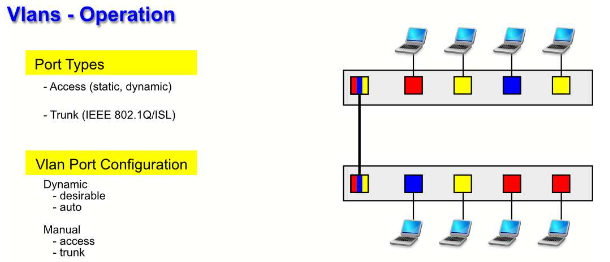 Vlans - Operation
Port Types
- Access (static, dynamic)
- Trunk (IEEE 802.1Q/ISL)
Vlan Port Configuration
Dynamic
- desirable
- auto
Manual
- access
- trunk